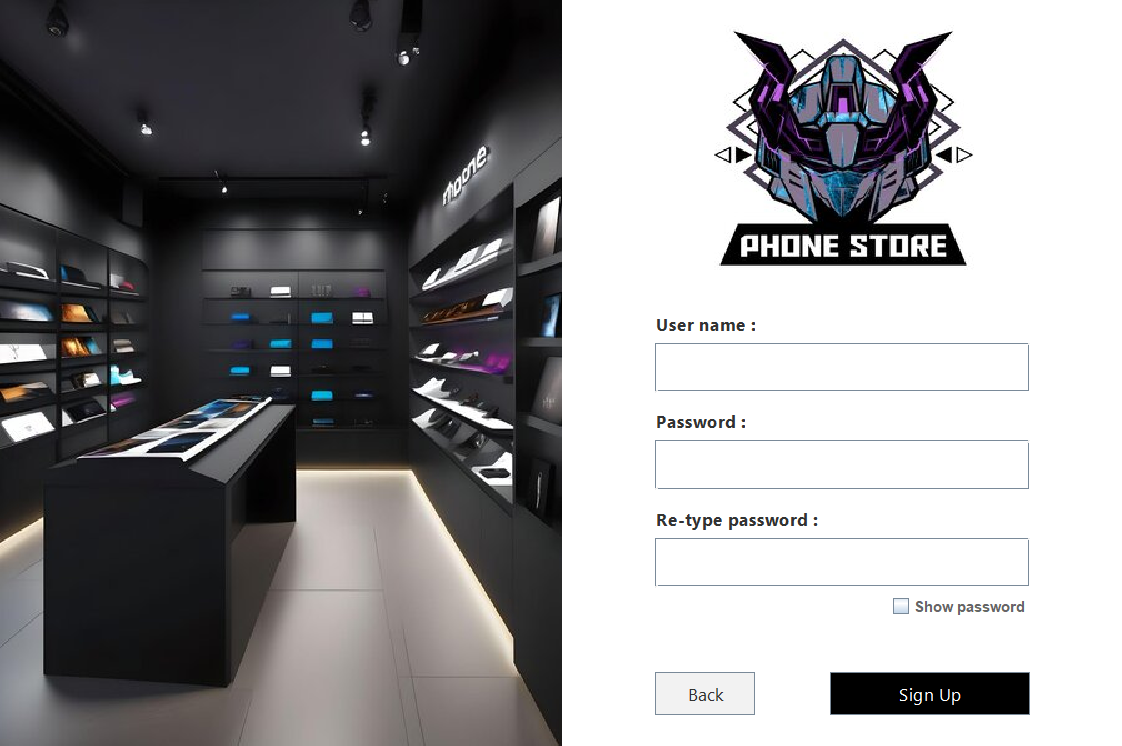 PHONE STORE
User name :
Password :
Re-type password :
Show password
Back
Sign Up